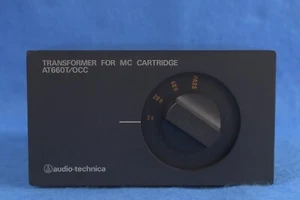 TRANSFORMER FOR MC CARTRIDGE
AT660T/OCC
audio-technica